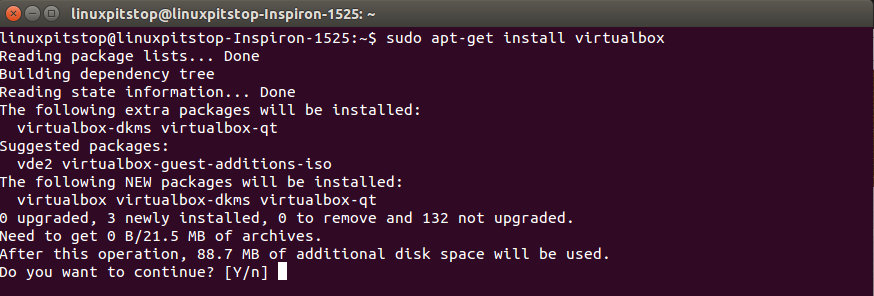 linuxpitstop@linuxpitstop-Inspiron-1525: ~
linuxpitstop@linuxpitstop-Inspiron-1525:~$ sudo apt-get install virtualbox
Reading package lists... Done
Building dependency tree
Reading state information... Done
The following extra packages will be installed:
  virtualbox-dkms virtualbox-qt
Suggested packages:
  vde2 virtualbox-guest-additions-iso
The following NEW packages will be installed:
  virtualbox virtualbox-dkms virtualbox-qt
0 upgraded, 3 newly installed, 0 to remove and 132 not upgraded.
Need to get 0 B/21.5 MB of archives.
After this operation, 88.7 MB of additional disk space will be used.
Do you want to continue? [Y/n]